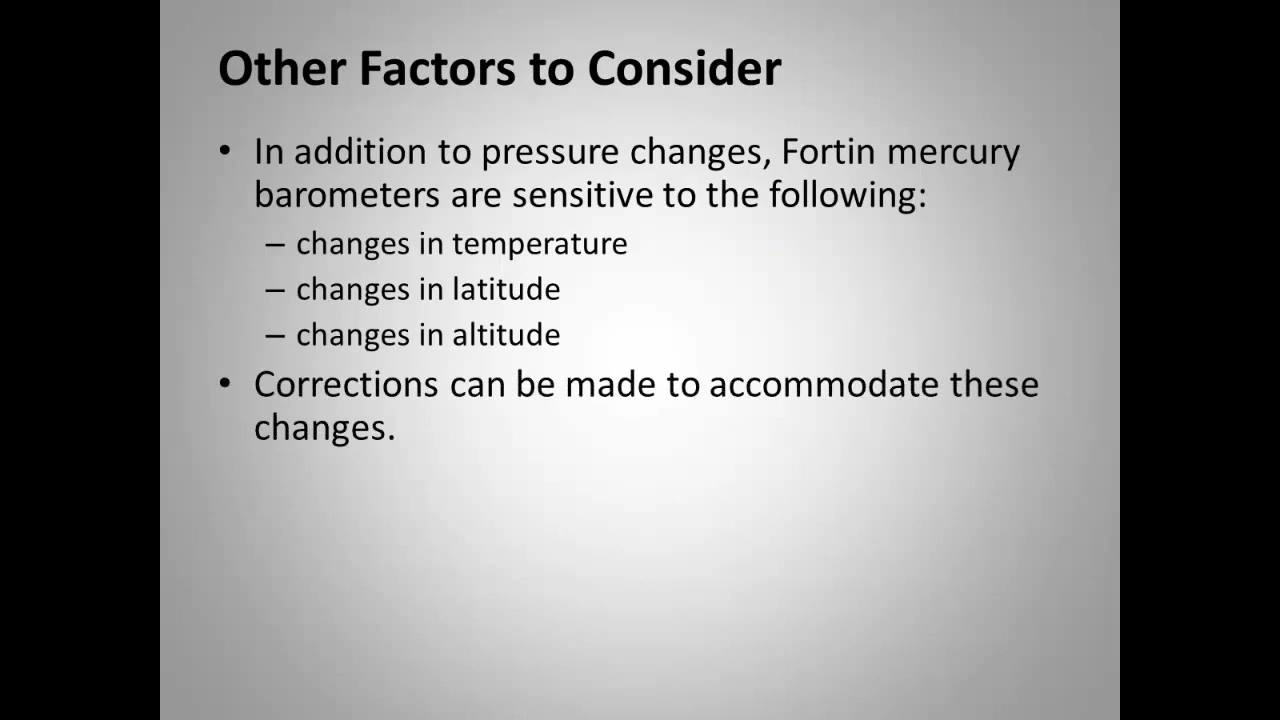 Other Factors to Consider
• In addition to pressure changes, Fortin mercury
barometers are sensitive to the following:
– changes in temperature
– changes in latitude
– changes in altitude
• Corrections can be made to accommodate these
changes.